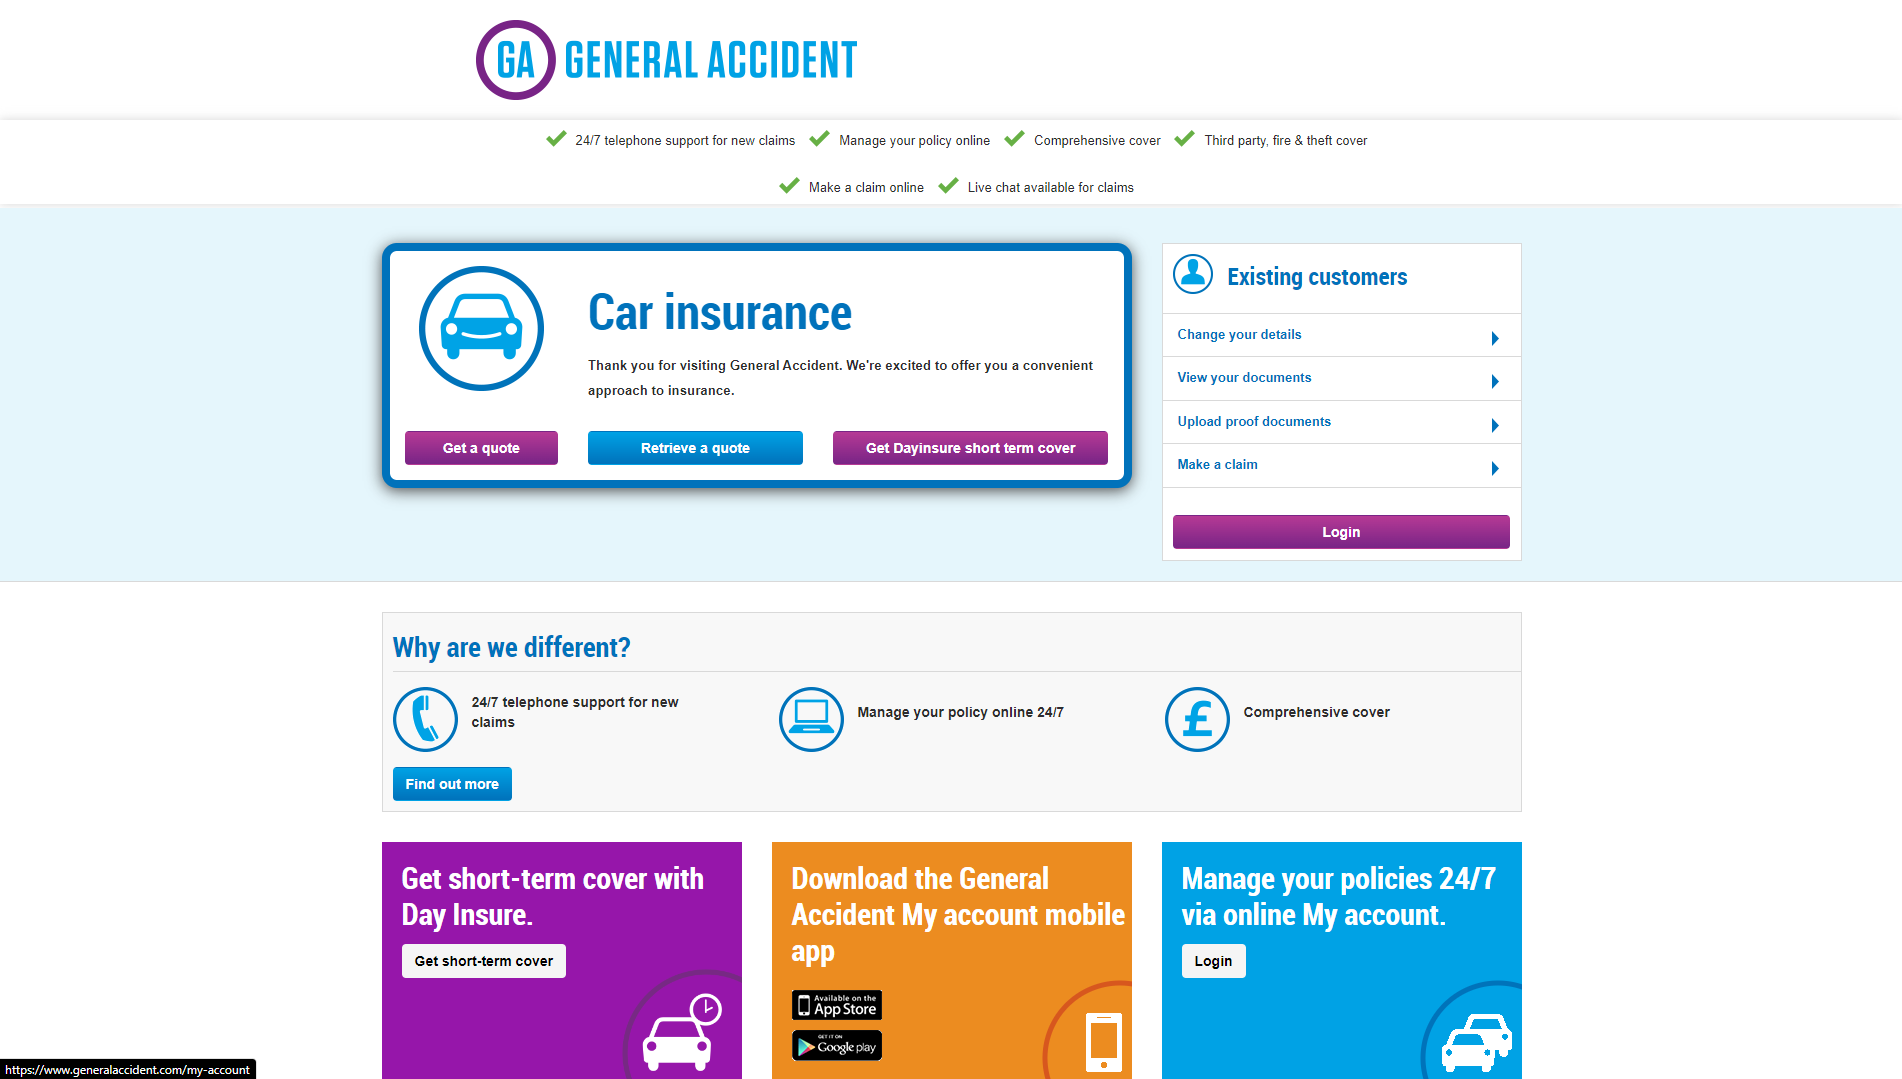 GA GENERAL ACCIDENT
24/7 telephone support for new claims Manage your policy online Comprehensive cover Third party, fire & theft cover
Make a claim online Live chat available for claims
Car insurance
Thank you for visiting General Accident. We're excited to offer you a convenient
approach to insurance.
Get a quote Retrieve a quote Get Dayinsure short term cover
Existing customers
Change your details
View your documents
Upload proof documents
Make a claim
Login
Why are we different?
24/7 telephone support for new
claims
Manage your policy online 24/7
£
Comprehensive cover
Find out more
Get short-term cover with
Day Insure.
Get short-term cover
Download the General
Accident My account mobile
app
Available on the
App Store
GET IT ON
Google play
Manage your policies 24/7
via online My account.
Login
https://www.generalaccident.com/my-account